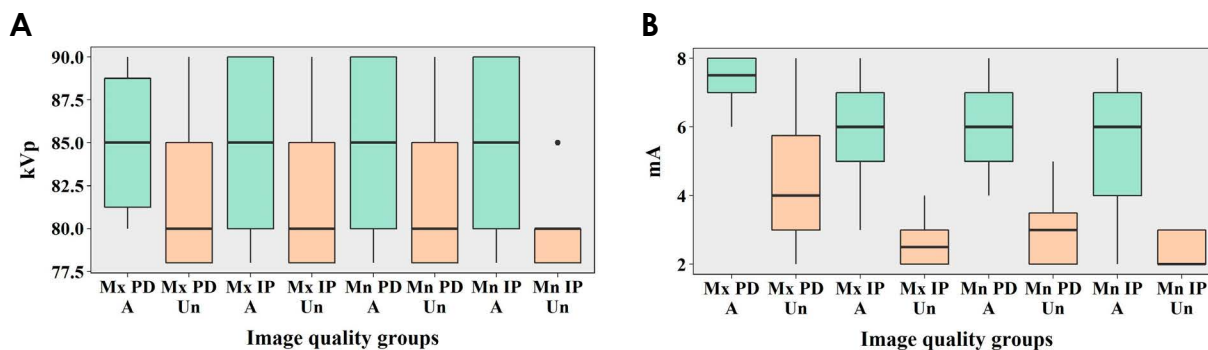 A
kVp
90.0
87.5
85.0
82.5
80.0
77.5
Mx PD Mx PD Mx IP Mx IP Mn PD Mn PD Mn IP Mn IP
A Un A Un A Un A Un
Image quality groups
B
mA
8
6
4
2
Mx PD Mx PD Mx IP Mx IP Mn PD Mn PD Mn IP Mn IP
A Un A Un A Un A Un
Image quality groups